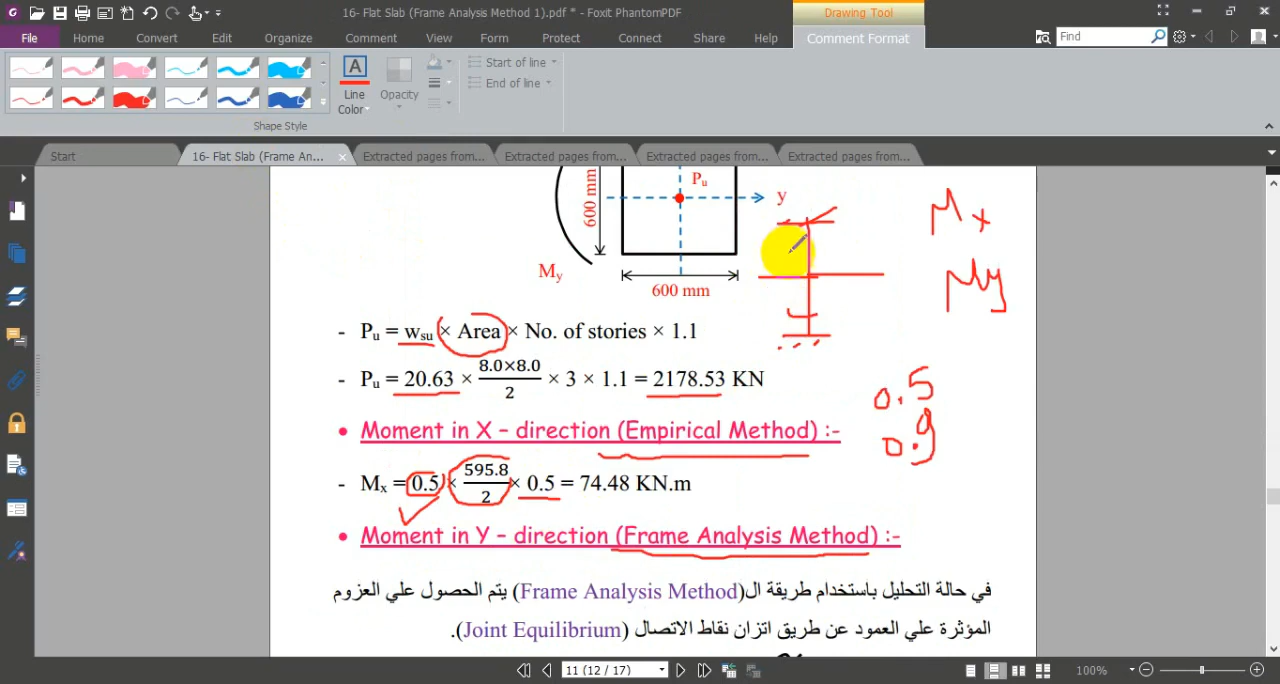 16- Flat Slab (Frame Analysis Method 1).pdf * - Foxit PhantomPDF
Drawing Tool
File Home Convert Edit Organize Comment View Form Protect Connect Share Help Comment Format
Find
Line Color
Opacity
Start of line
End of line
Shape Style
Start
16- Flat Slab (Frame An...
Extracted pages from...
Extracted pages from...
Extracted pages from...
Extracted pages from...
Pu
y
600 mm
My
600 mm
Mx
My
- Pu = wsu × Area × No. of stories × 1.1
- Pu = 20.63 × 8.0×8.0/2 × 3 × 1.1 = 2178.53 KN
0.5
0.9
• Moment in X – direction (Empirical Method) :-
- Mx = 0.5 × 595.8/2 × 0.5 = 74.48 KN.m
• Moment in Y – direction (Frame Analysis Method) :-
في حالة التحليل باستخدام طريقة ال(Frame Analysis Method) يتم الحصول علي العزوم
المؤثرة علي العمود عن طريق اتزان نقاط الاتصال (Joint Equilibrium).
11 (12 / 17)
100%